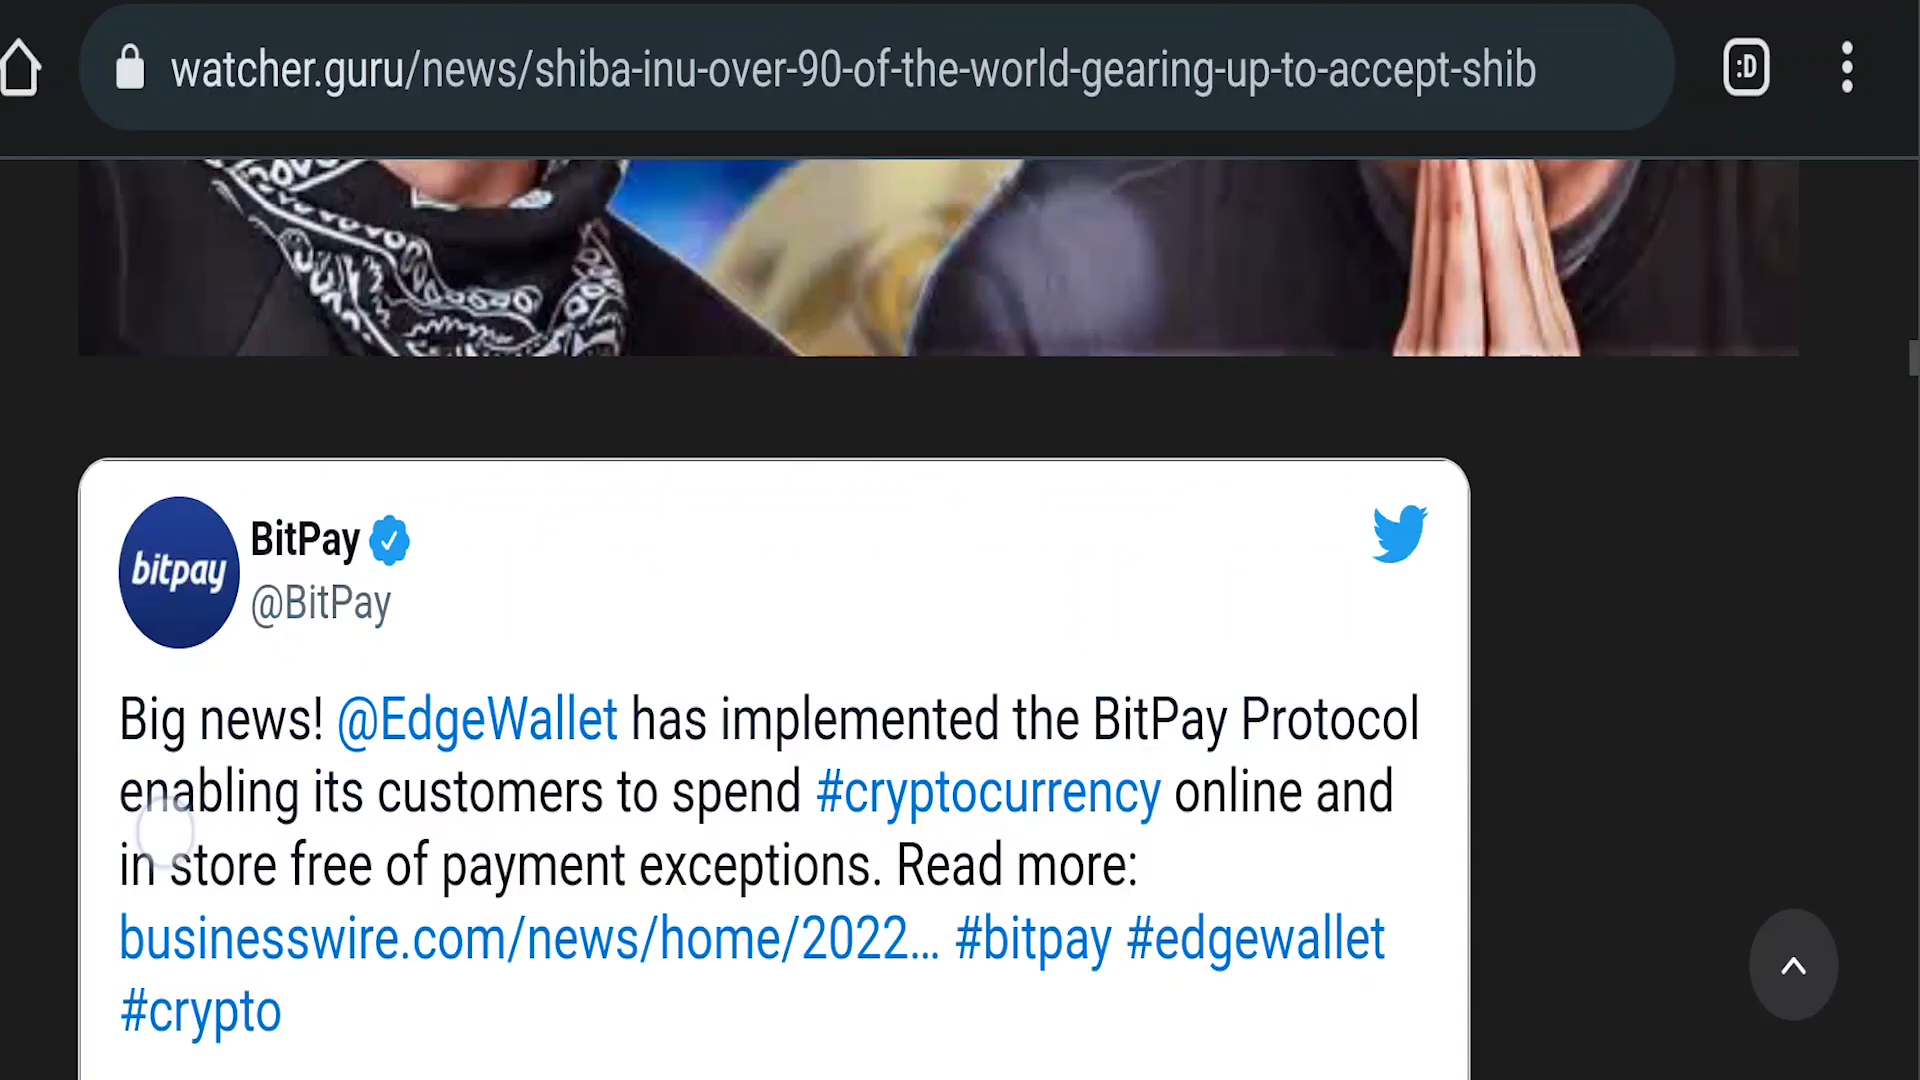 watcher.guru/news/shiba-inu-over-90-of-the-world-gearing-up-to-accept-shib
:D
bitpay
BitPay
@BitPay
Big news! @EdgeWallet has implemented the BitPay Protocol
enabling its customers to spend #cryptocurrency online and
in store free of payment exceptions. Read more:
businesswire.com/news/home/2022… #bitpay #edgewallet
#crypto